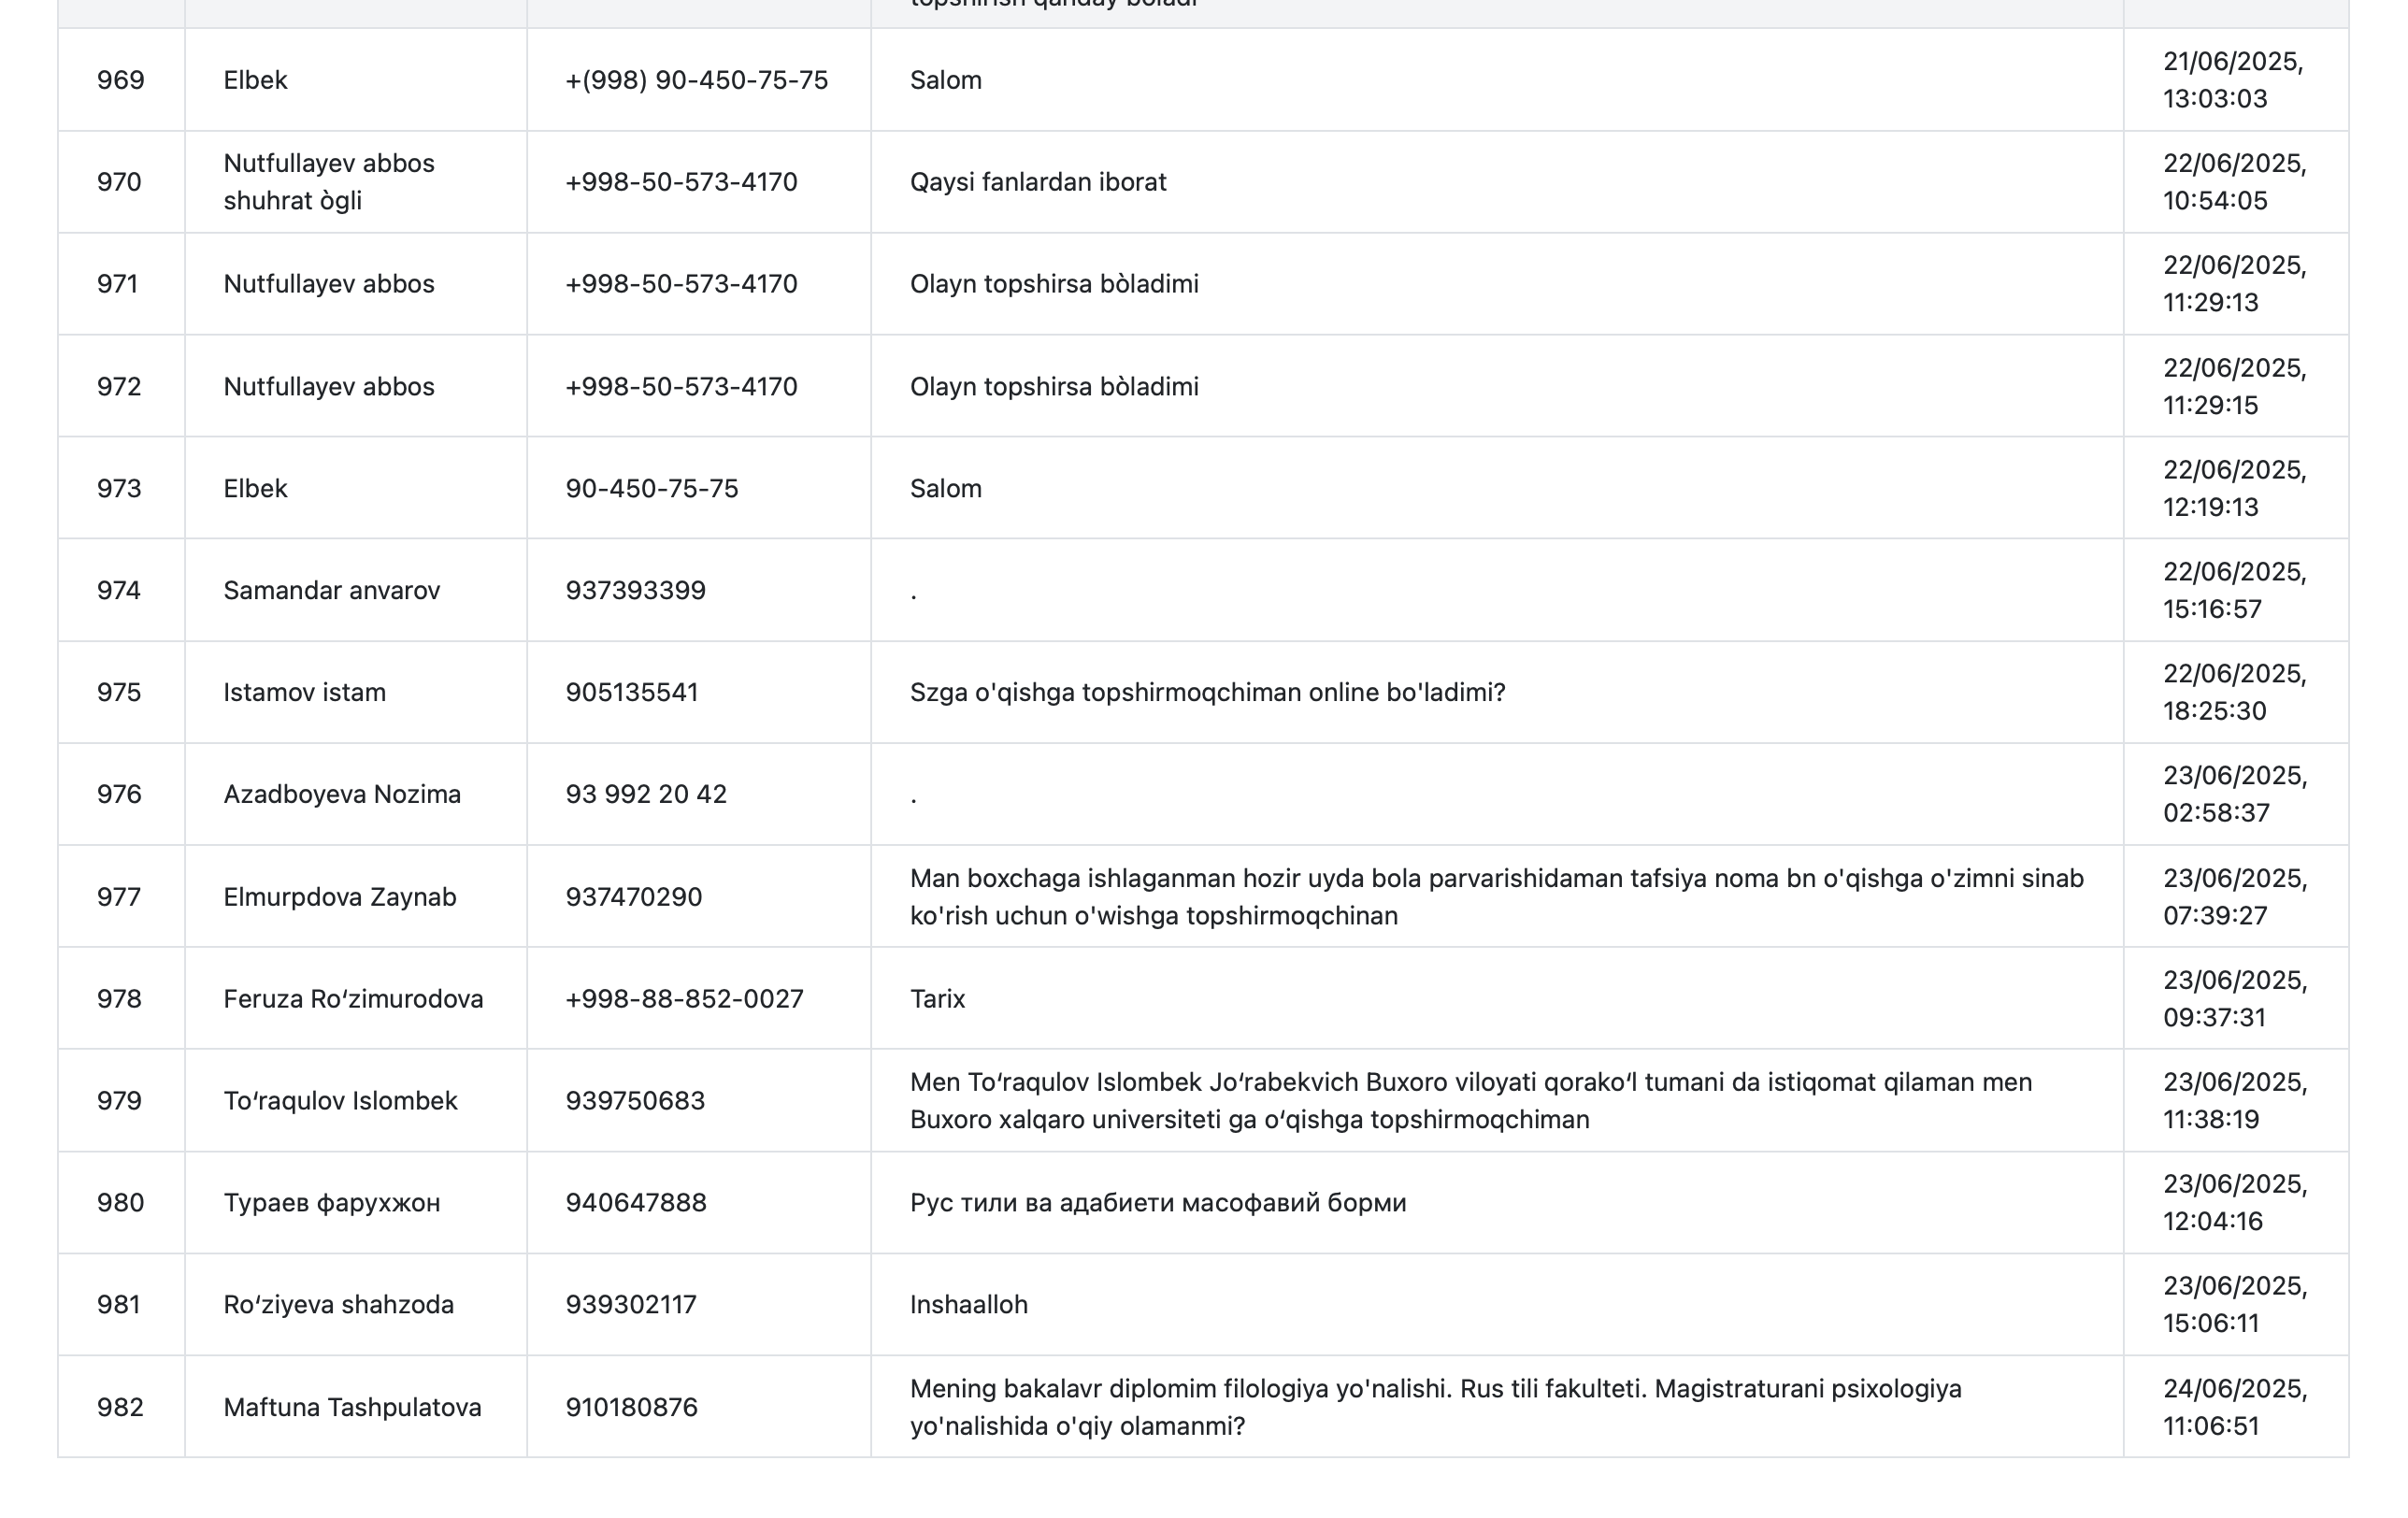 topshirish qanday boladi
969 Elbek +(998) 90-450-75-75 Salom 21/06/2025,
13:03:03
970 Nutfullayev abbos
shuhrat ògli +998-50-573-4170 Qaysi fanlardan iborat 22/06/2025,
10:54:05
971 Nutfullayev abbos +998-50-573-4170 Olayn topshirsa bòladimi 22/06/2025,
11:29:13
972 Nutfullayev abbos +998-50-573-4170 Olayn topshirsa bòladimi 22/06/2025,
11:29:15
973 Elbek 90-450-75-75 Salom 22/06/2025,
12:19:13
974 Samandar anvarov 937393399 . 22/06/2025,
15:16:57
975 Istamov istam 905135541 Szga o'qishga topshirmoqchiman online bo'ladimi? 22/06/2025,
18:25:30
976 Azadboyeva Nozima 93 992 20 42 . 23/06/2025,
02:58:37
977 Elmurpdova Zaynab 937470290 Man boxchaga ishlaganman hozir uyda bola parvarishidaman tafsiya noma bn o'qishga o'zimni sinab
ko'rish uchun o'wishga topshirmoqchinan 23/06/2025,
07:39:27
978 Feruza Roʻzimurodova +998-88-852-0027 Tarix 23/06/2025,
09:37:31
979 Toʻraqulov Islombek 939750683 Men Toʻraqulov Islombek Joʻrabekvich Buxoro viloyati qorakoʻl tumani da istiqomat qilaman men
Buxoro xalqaro universiteti ga oʻqishga topshirmoqchiman 23/06/2025,
11:38:19
980 Тураев фарухжон 940647888 Рус тили ва адабиети масофавий борми 23/06/2025,
12:04:16
981 Roʻziyeva shahzoda 939302117 Inshaalloh 23/06/2025,
15:06:11
982 Maftuna Tashpulatova 910180876 Mening bakalavr diplomim filologiya yo'nalishi. Rus tili fakulteti. Magistraturani psixologiya
yo'nalishida o'qiy olamanmi? 24/06/2025,
11:06:51